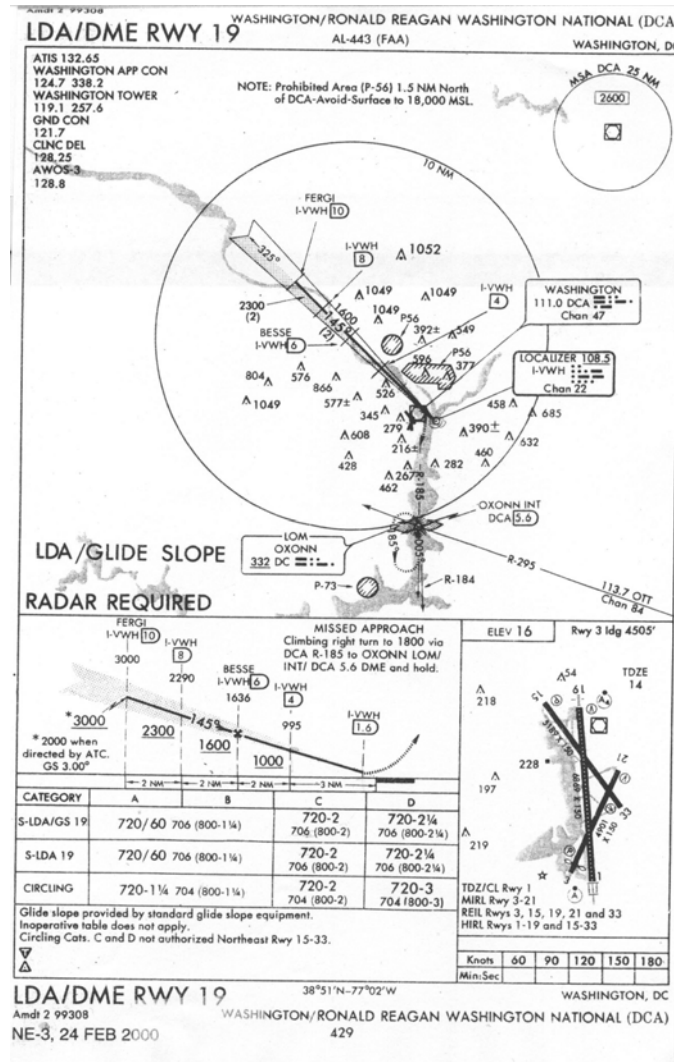 Amdt 2 99308
LDA/DME RWY 19
WASHINGTON/RONALD REAGAN WASHINGTON NATIONAL (DCA
AL-443 (FAA)
WASHINGTON, D
ATIS 132.65
WASHINGTON APP CON
124.7 338.2
WASHINGTON TOWER
119.1 257.6
GND CON
121.7
CLNC DEL
128.25
AWOS-3
128.8
NOTE: Prohibited Area (P-56) 1.5 NM North
of DCA-Avoid-Surface to 18,000 MSL.
MSA DCA 25 NM
2600
10 NM
FERGI
I-VWH 10
325°
I-VWH
8
1052
1049
1049
1049
I-VWH
4
WASHINGTON
111.0 DCA
Chan 47
2300
(2)
1600
(2)
145°
BESSE
I-VWH 6
P56
392±
549
596
P56
377
LOCALIZER 108.5
I-VWH
Chan 22
804
576
866
526
1049
577±
345
279
458
685
608
216±
390±
632
428
267
282
460
462
R-185
OXONN INT
DCA 5.6
LOM
OXONN
332 DC
185°
005°
R-184
R-295
113.7 OTT
Chan 84
P-73
LDA/GLIDE SLOPE
RADAR REQUIRED
FERGI
I-VWH 10
3000
I-VWH
8
2290
BESSE
I-VWH 6
1636
I-VWH
4
995
I-VWH
1.6
MISSED APPROACH
Climbing right turn to 1800 via
DCA R-185 to OXONN LOM/
INT/ DCA 5.6 DME and hold.
*3000
2300
145°
1600
1000
*2000 when
directed by ATC.
GS 3.00°
2 NM
2 NM
2 NM
3 NM
ELEV 16
Rwy 3 ldg 4505'
TDZE
14
54
218
228
197
219
15
19
21
33
3
1
5189 X 150
6869 X 150
4901 X 150
TDZ/CL Rwy 1
MIRL Rwy 3-21
REIL Rwys 3, 15, 19, 21 and 33
HIRL Rwys 1-19 and 15-33
Knots 60 90 120 150 180
Min:Sec
CATEGORY A B C D
S-LDA/GS 19 720/60 706 (800-1¼) 720-2 706 (800-2) 720-2¼ 706 (800-2¼)
S-LDA 19 720/60 706 (800-1¼) 720-2 706 (800-2) 720-2¼ 706 (800-2¼)
CIRCLING 720-1¼ 704 (800-1¼) 720-2 704 (800-2) 720-3 704 (800-3)
Glide slope provided by standard glide slope equipment.
Inoperative table does not apply.
Circling Cats. C and D not authorized Northeast Rwy 15-33.
LDA/DME RWY 19
38°51'N-77°02'W
WASHINGTON, DC
Amdt 2 99308
WASHINGTON/RONALD REAGAN WASHINGTON NATIONAL (DCA)
NE-3, 24 FEB 2000
429